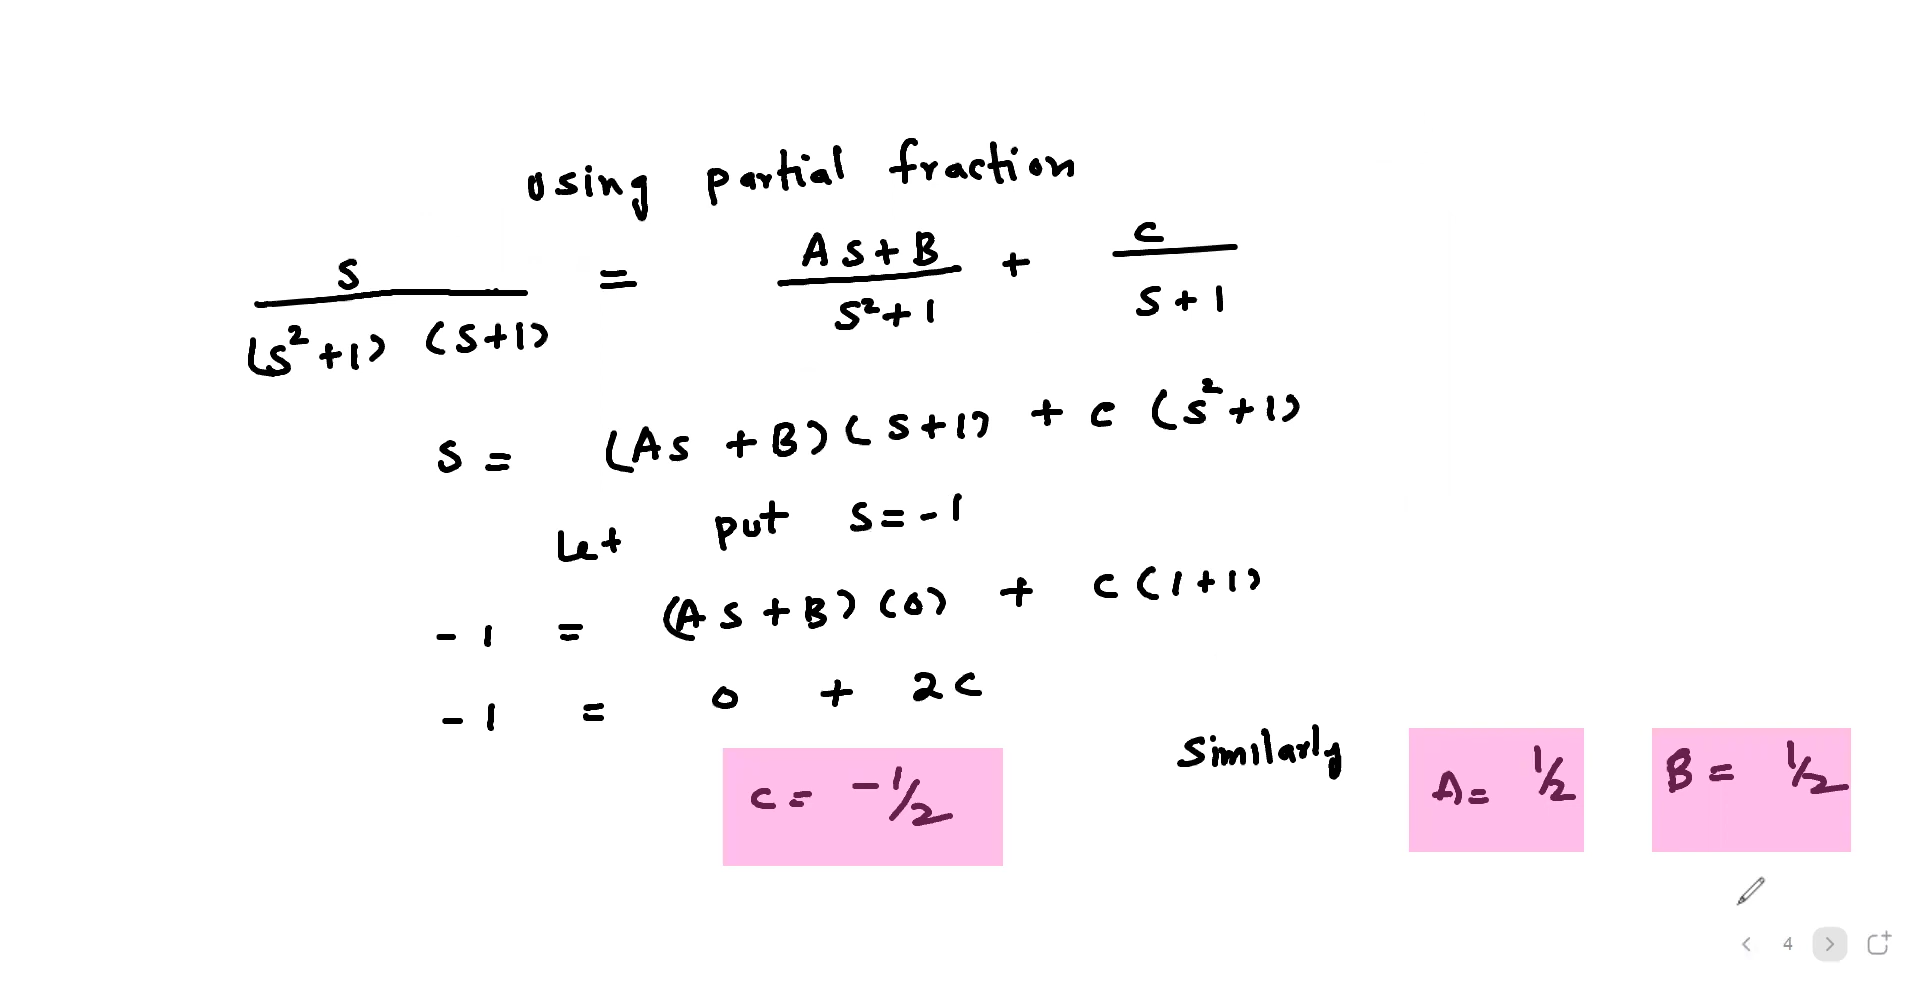 Using partial fraction
s/((s²+1)(s+1)) = (As+B)/(s²+1) + c/(s+1)
s = (As+B)(s+1) + c(s²+1)
Let put s=-1
-1 = (As+B)(0) + c(1+1)
-1 = 0 + 2c
c = -1/2 Similarly A = 1/2 B = 1/2
4